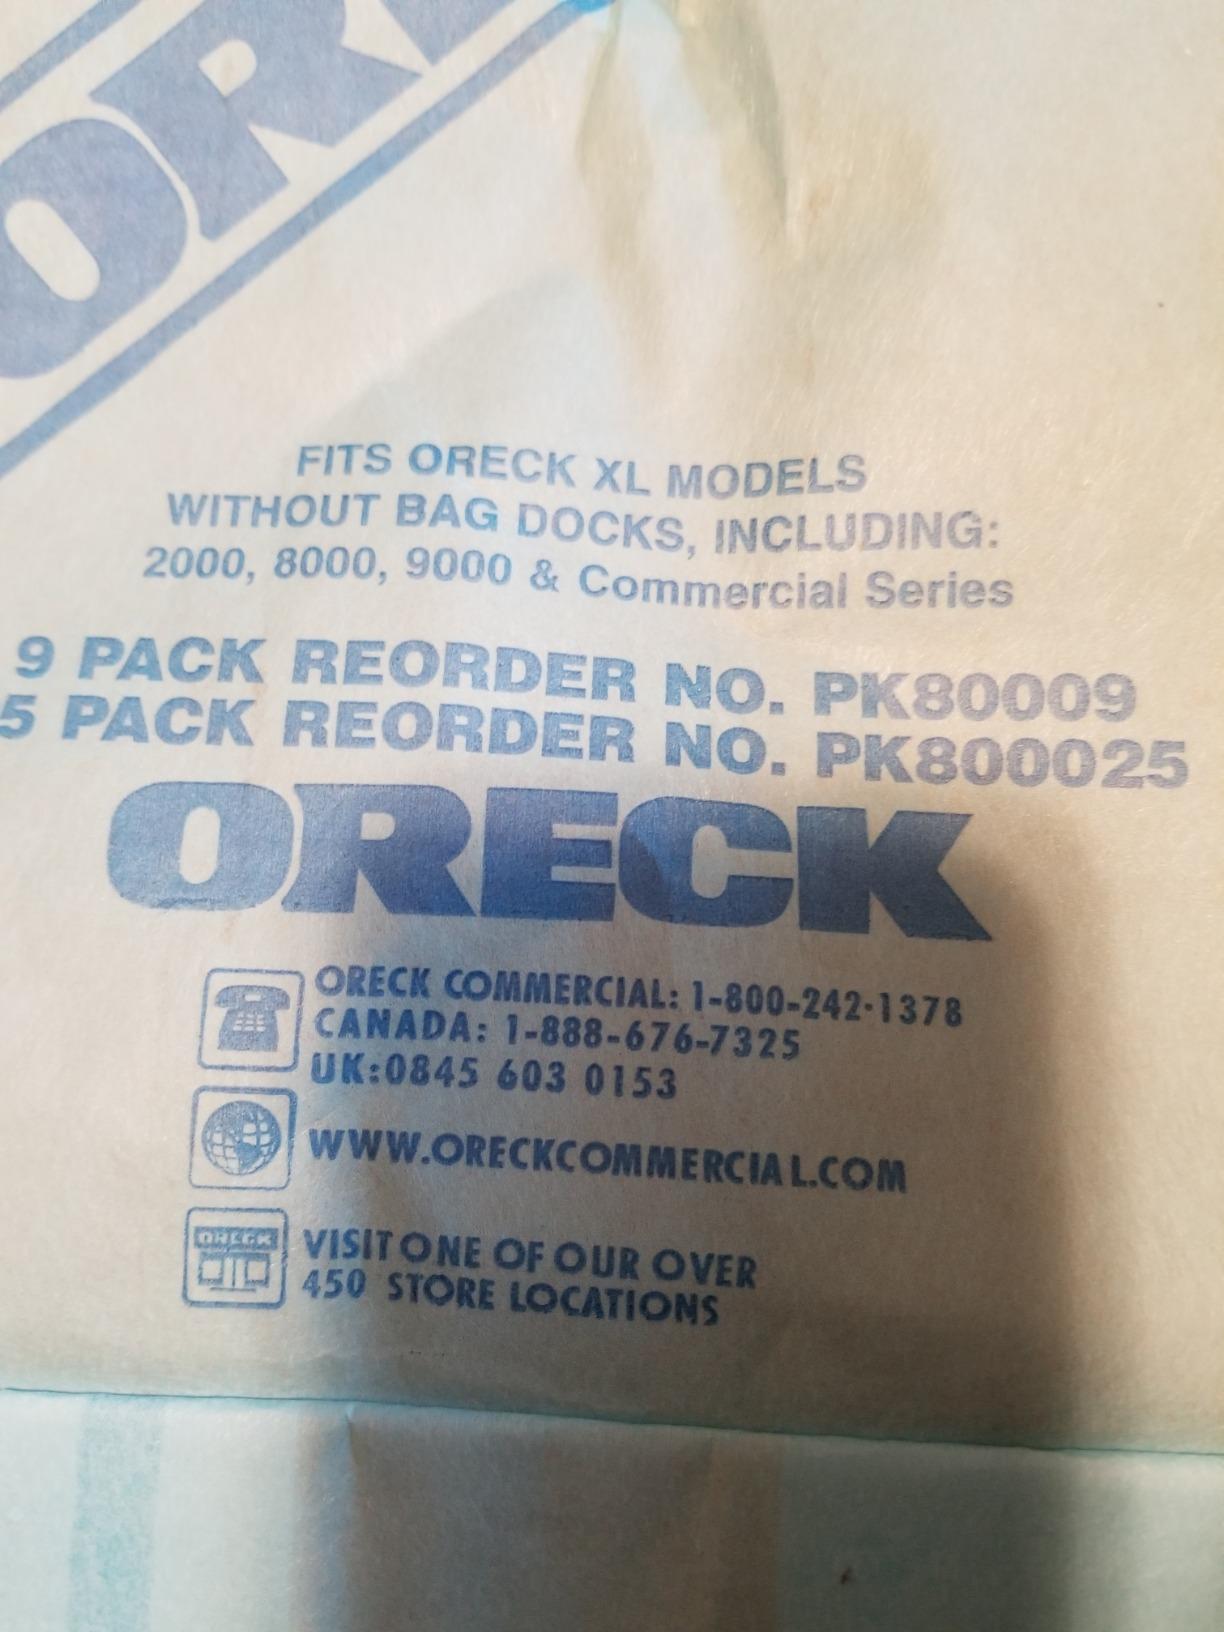 OR
FITS ORECK XL MODELS
WITHOUT BAG DOCKS, INCLUDING:
2000, 8000, 9000 & Commercial Series
9 PACK REORDER NO. PK80009
5 PACK REORDER NO. PK800025
ORECK
ORECK COMMERCIAL: 1-800-242-1378
CANADA: 1-888-676-7325
UK:0845 603 0153
WWW.ORECKCOMMERCIAL.COM
ORECK
VISIT ONE OF OUR OVER
450 STORE LOCATIONS